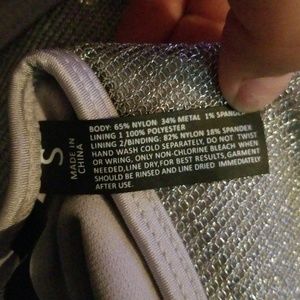 BODY: 65% NYLON 34% METAL 1% SPANDEX
LINING 1 100% POLYESTER
LINING 2/BINDING: 82% NYLON 18% SPANDEX
HAND WASH COLD SEPARATELY. DO NOT TWIST
OR WRING, ONLY NON-CHLORINE BLEACH WHEN
NEEDED, LINE DRY. FOR BEST RESULTS, GARMENT
SHOULD BE RINSED AND LINE DRIED IMMEDIATELY
AFTER USE
S
MADE IN
CHINA